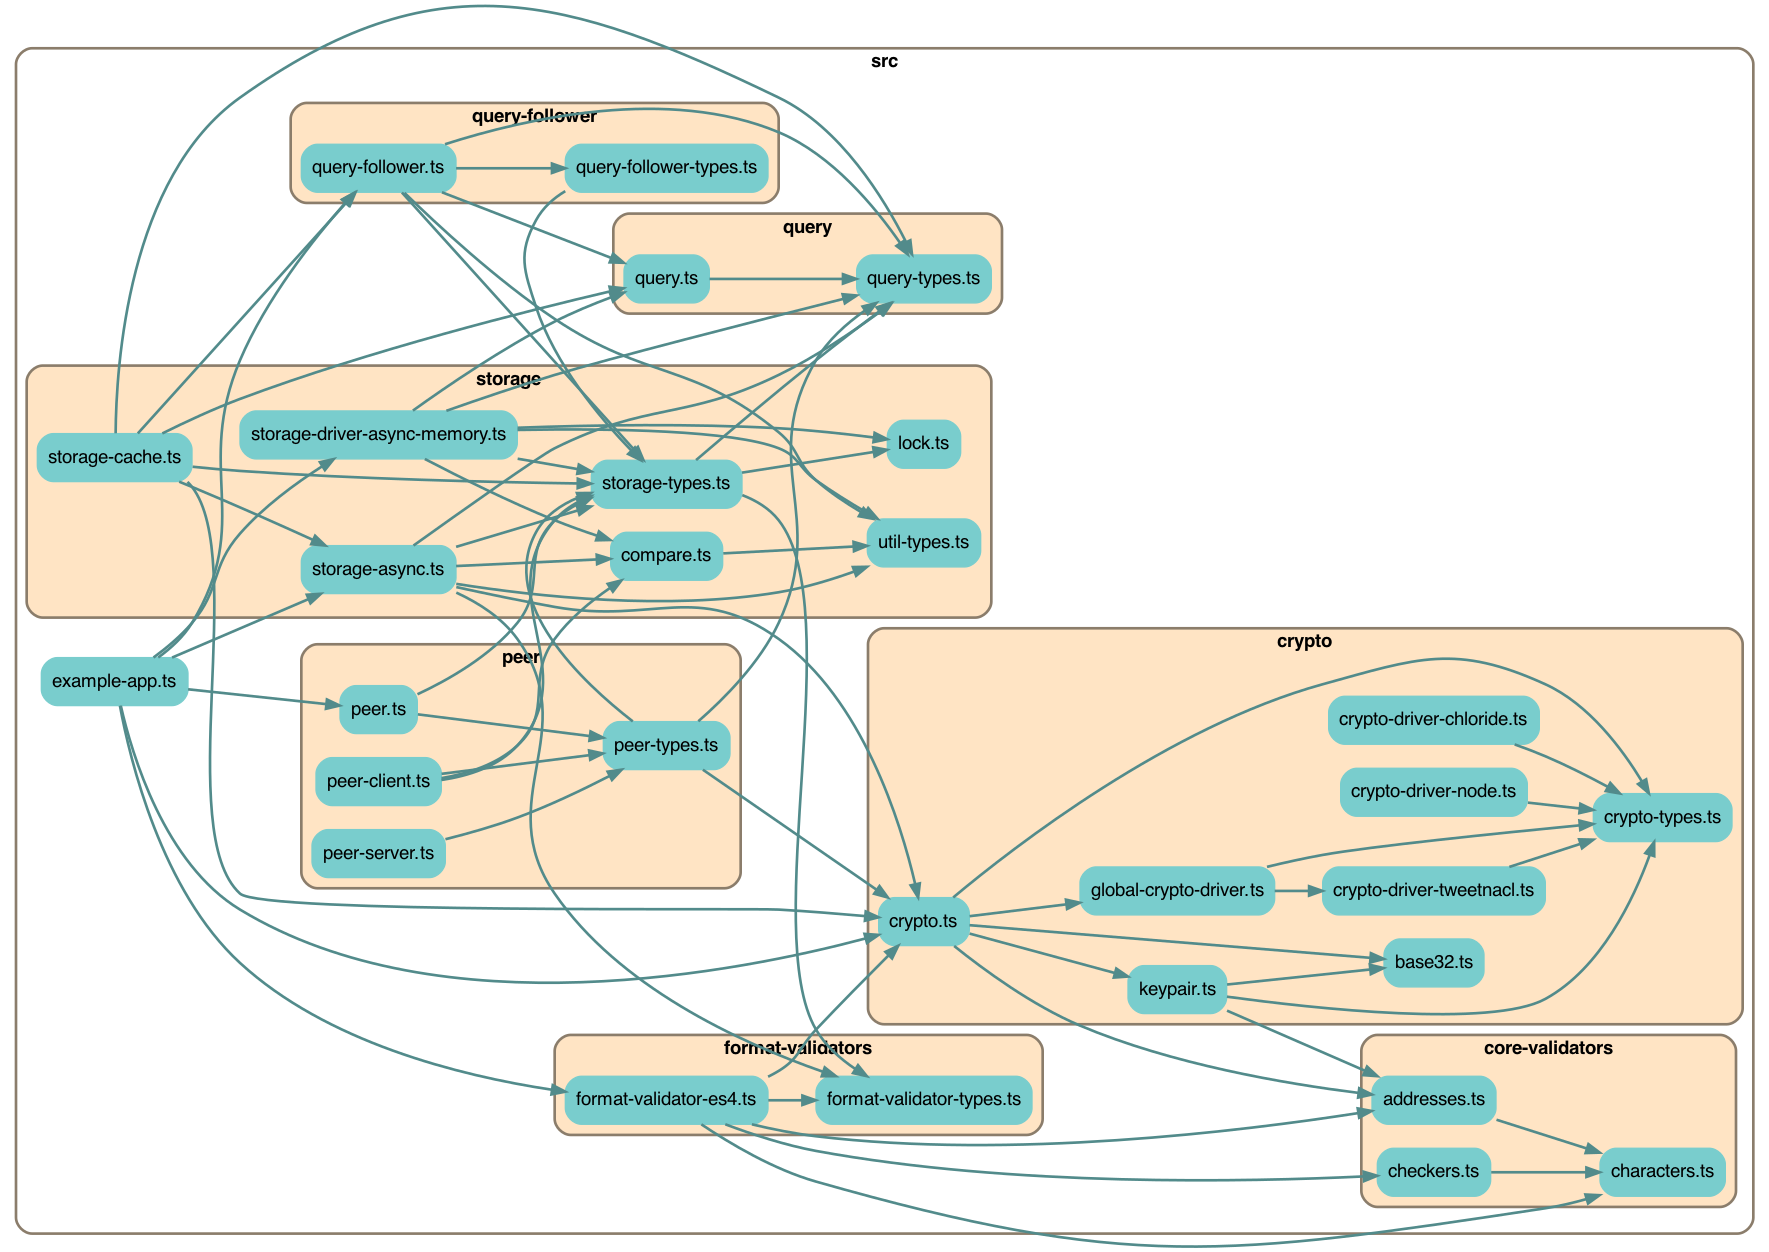 src
query-follower
query-follower.ts
query-follower-types.ts
query
query.ts
query-types.ts
storage
storage-driver-async-memory.ts
lock.ts
storage-cache.ts
storage-types.ts
util-types.ts
compare.ts
storage-async.ts
example-app.ts
peer
peer.ts
peer-types.ts
peer-client.ts
peer-server.ts
crypto
crypto-driver-chloride.ts
crypto-driver-node.ts
crypto-types.ts
global-crypto-driver.ts
crypto-driver-tweetnacl.ts
crypto.ts
base32.ts
keypair.ts
format-validators
format-validator-es4.ts
format-validator-types.ts
core-validators
addresses.ts
checkers.ts
characters.ts